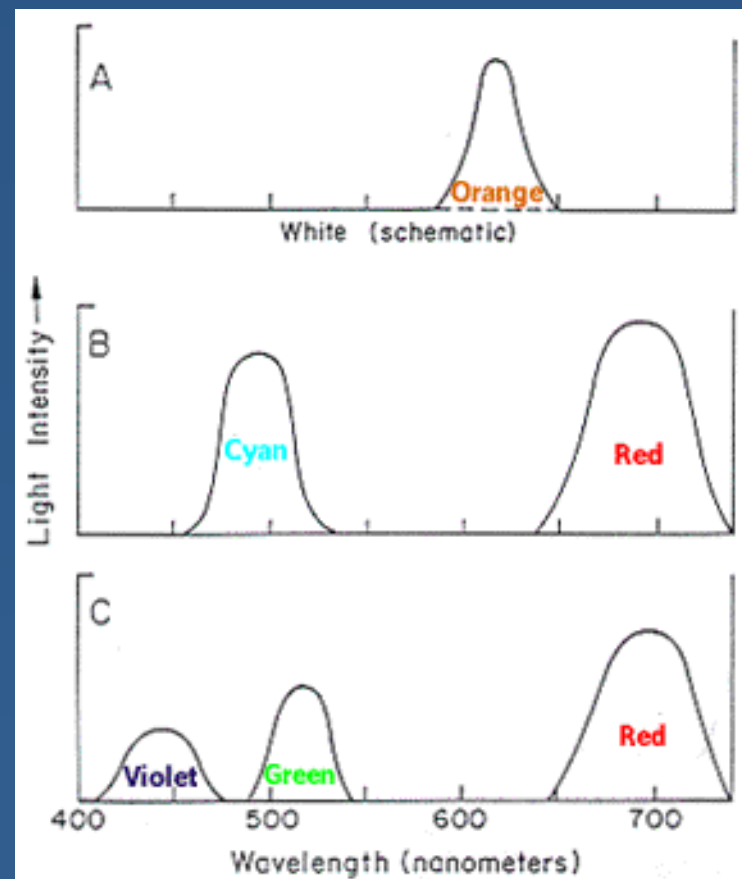 A
Orange
White (schematic)
Light Intensity →
B
Cyan
Red
C
Violet
Green
Red
400
500
600
700
Wavelength (nanometers)